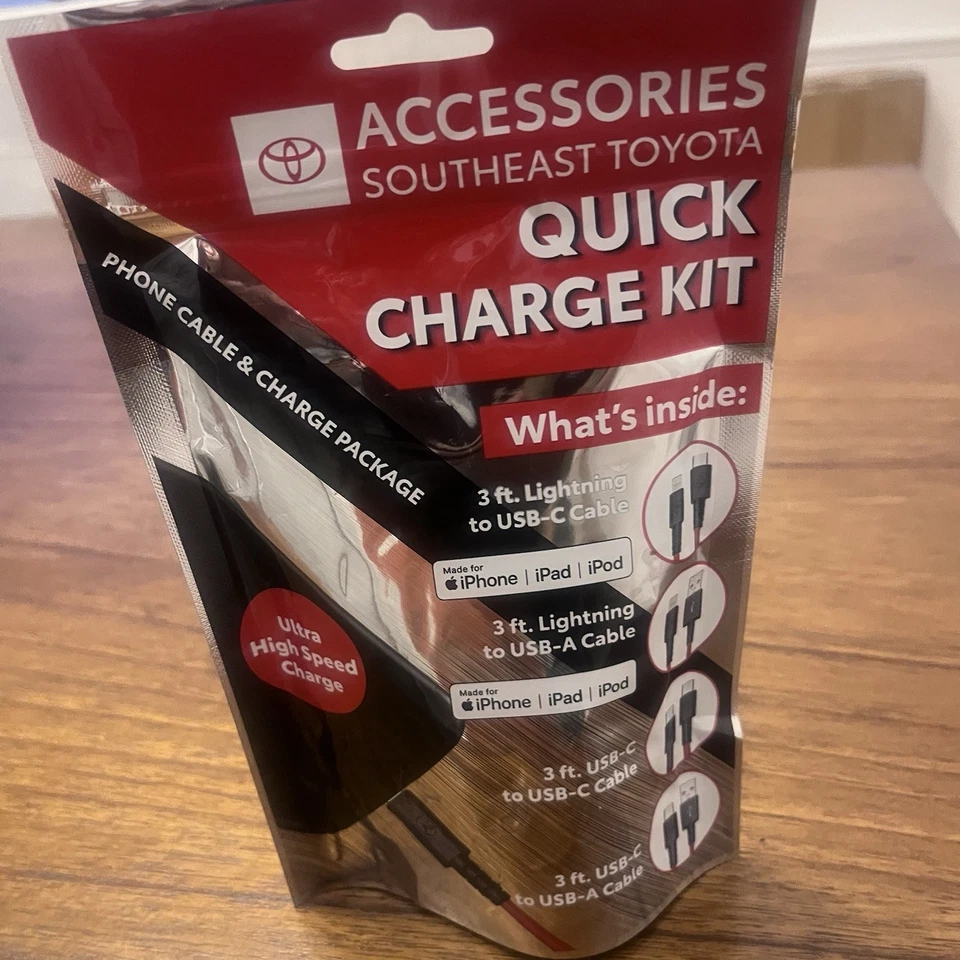 ACCESSORIES
SOUTHEAST TOYOTA
QUICK
CHARGE KIT
PHONE CABLE & CHARGE PACKAGE
What's inside:
3 ft. Lightning
to USB-C Cable
Made for
iPhone | iPad | iPod
3 ft. Lightning
to USB-A Cable
Made for
iPhone | iPad | iPod
Ultra
High Speed
Charge
3 ft. USB-C
to USB-C Cable
3 ft. USB-C
to USB-A Cable